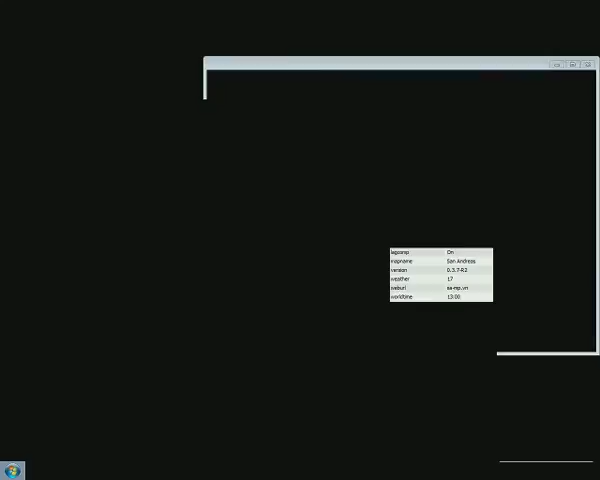 lagcomp On
mapname San Andreas
version 0.3.7-R2
weather 17
weburl sa-mp.vn
worldtime 13:00